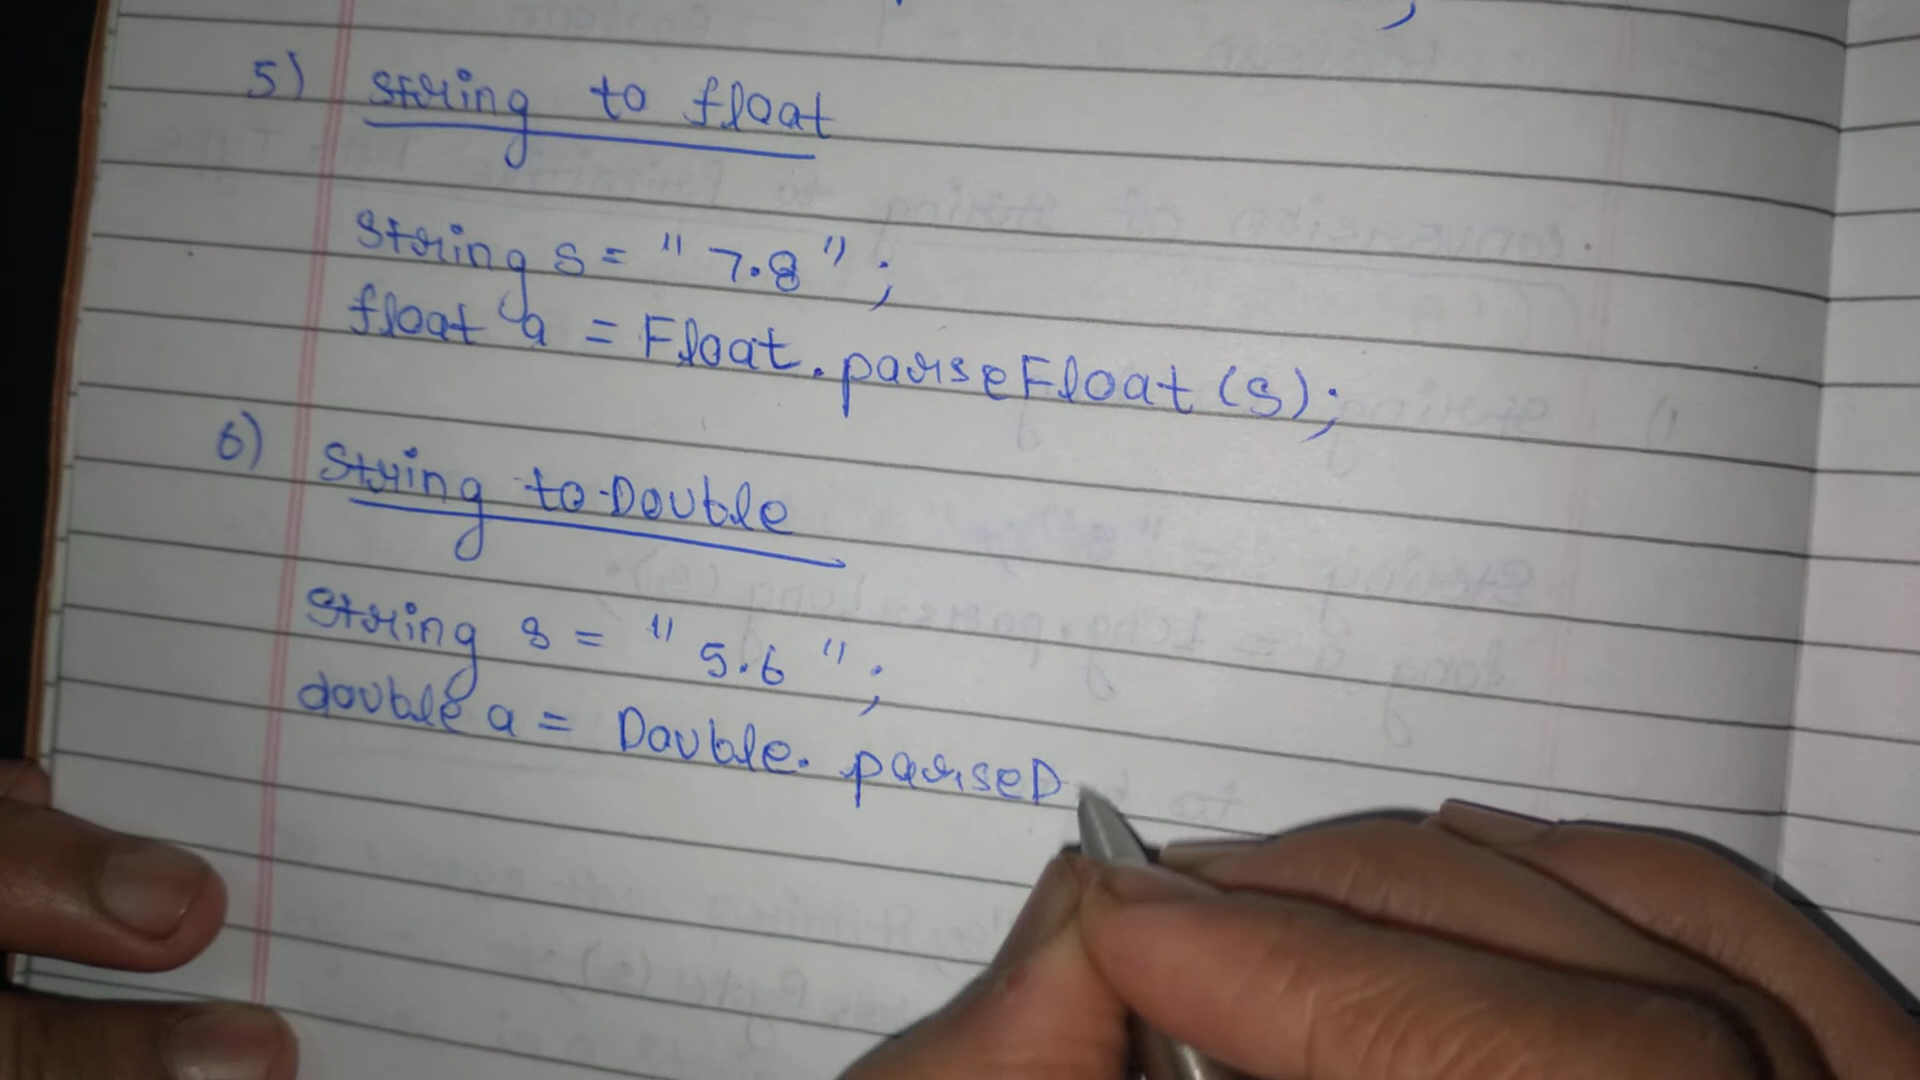 5) String to float
String s = "7.8";
float a = Float.parseFloat(s);
6) String to Double
String s = "5.6";
double a = Double.parseD